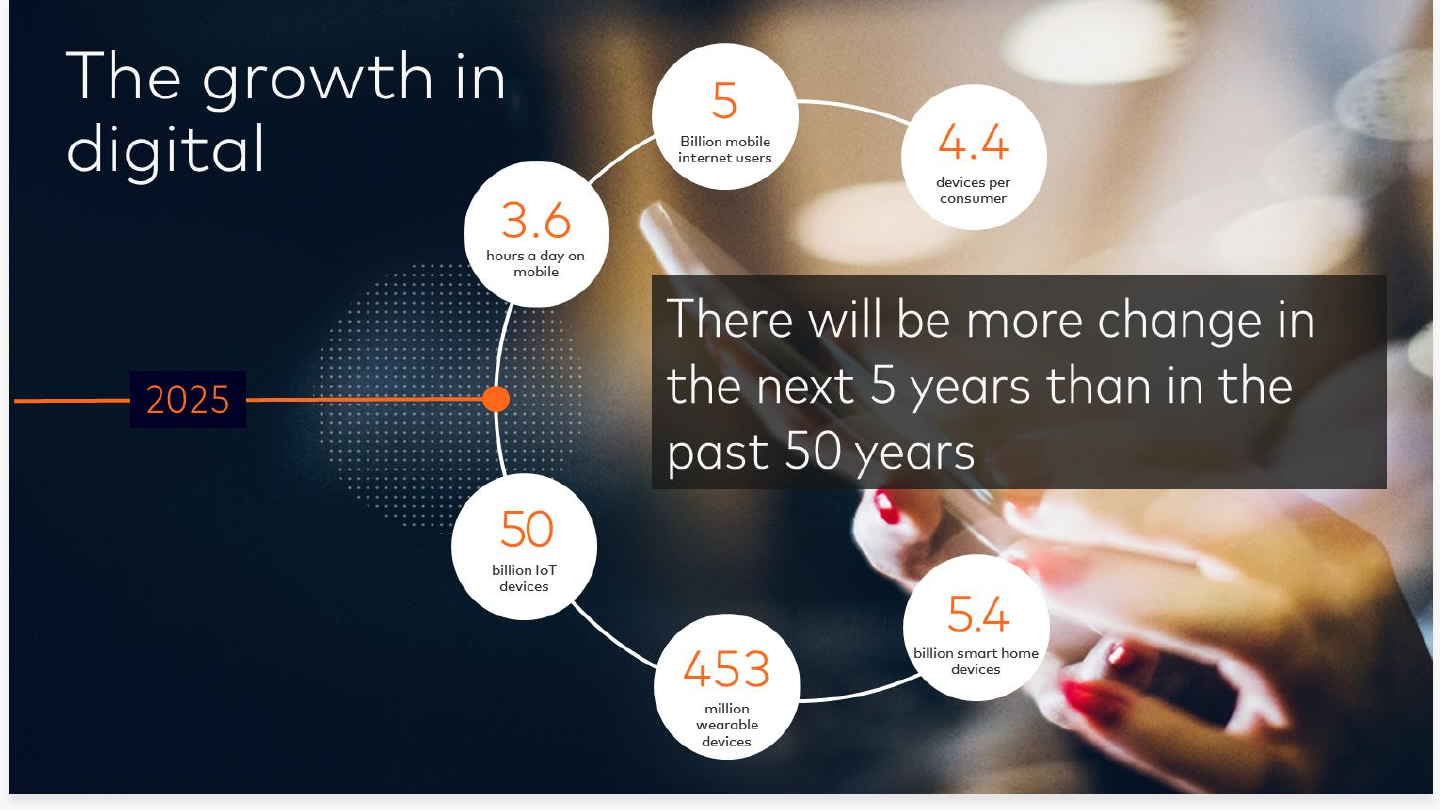 The growth in
digital
5
Billion mobile
internet users
4.4
devices per
consumer
3.6
hours a day on
mobile
There will be more change in
the next 5 years than in the
past 50 years
2025
50
billion IoT
devices
5.4
billion smart home
devices
453
million
wearable
devices